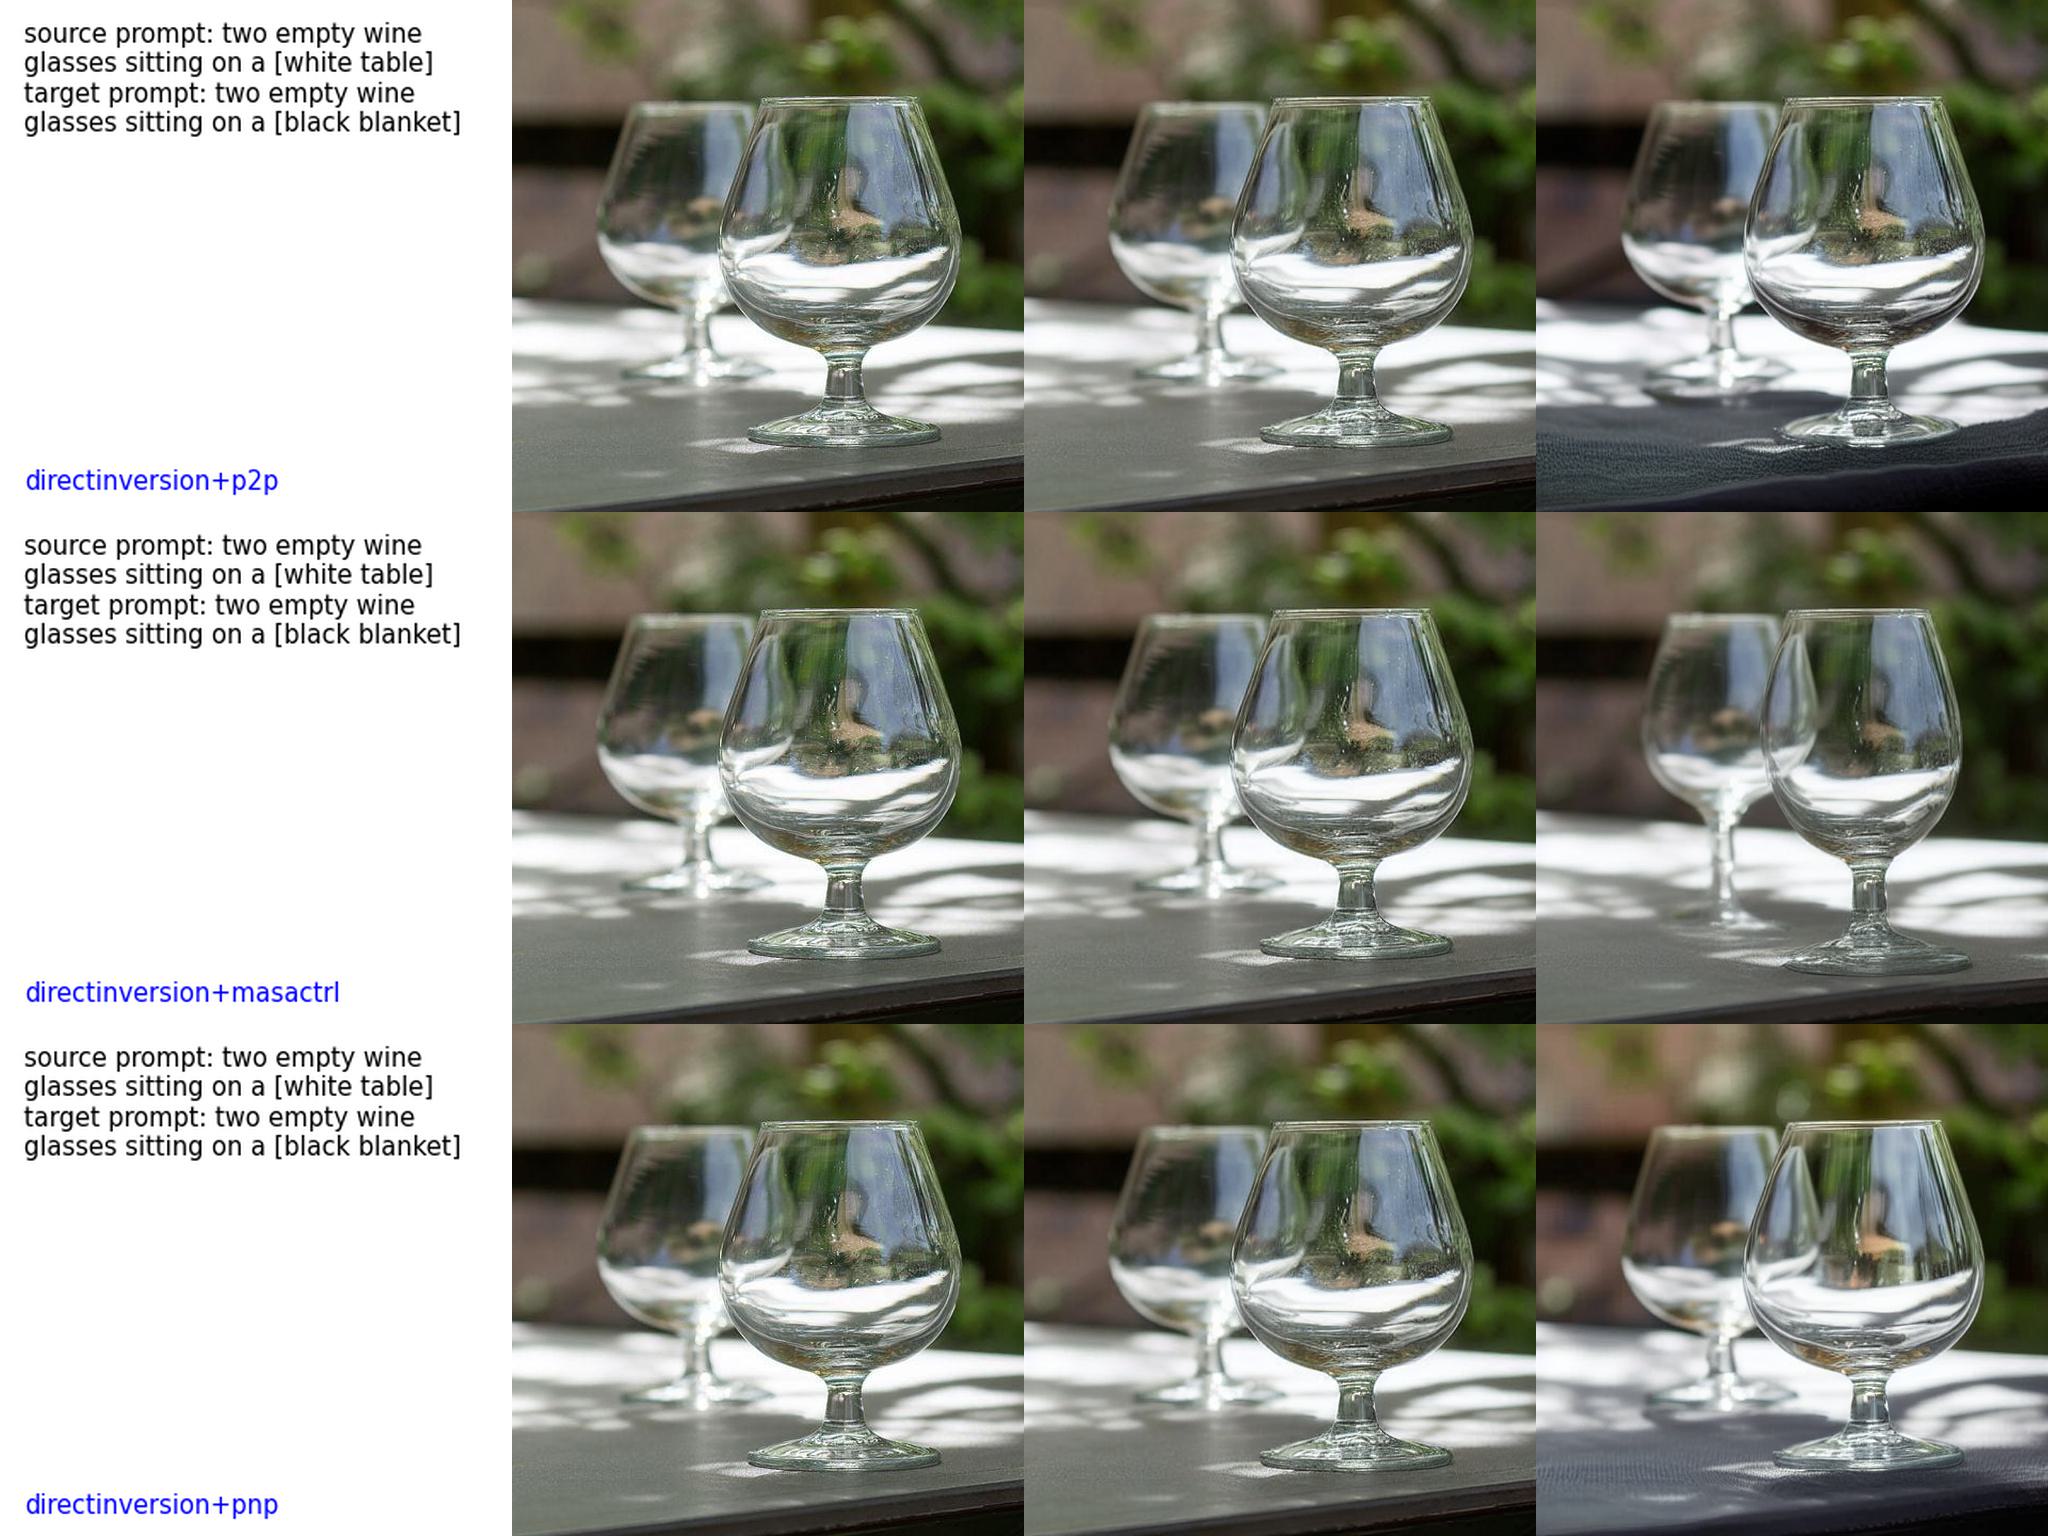 source prompt: two empty wine
glasses sitting on a [white table]
target prompt: two empty wine
glasses sitting on a [black blanket]
directinversion+p2p
source prompt: two empty wine
glasses sitting on a [white table]
target prompt: two empty wine
glasses sitting on a [black blanket]
directinversion+masactrl
source prompt: two empty wine
glasses sitting on a [white table]
target prompt: two empty wine
glasses sitting on a [black blanket]
directinversion+pnp